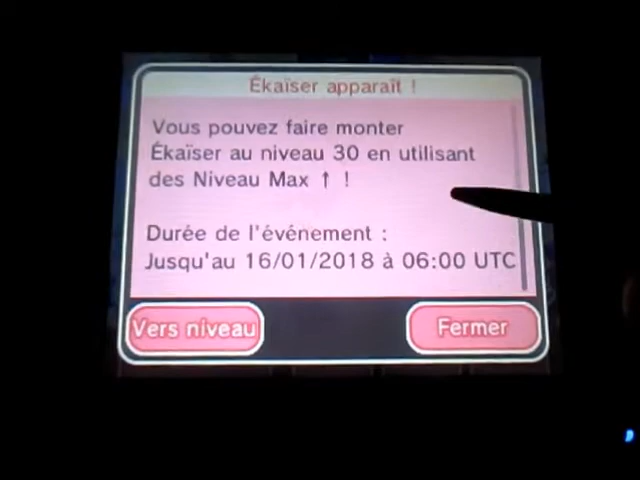 Ékaïser apparaît !
Vous pouvez faire monter
Ékaïser au niveau 30 en utilisant
des Niveau Max ↑ !
Durée de l'événement :
Jusqu'au 16/01/2018 à 06:00 UTC
Vers niveau
Fermer